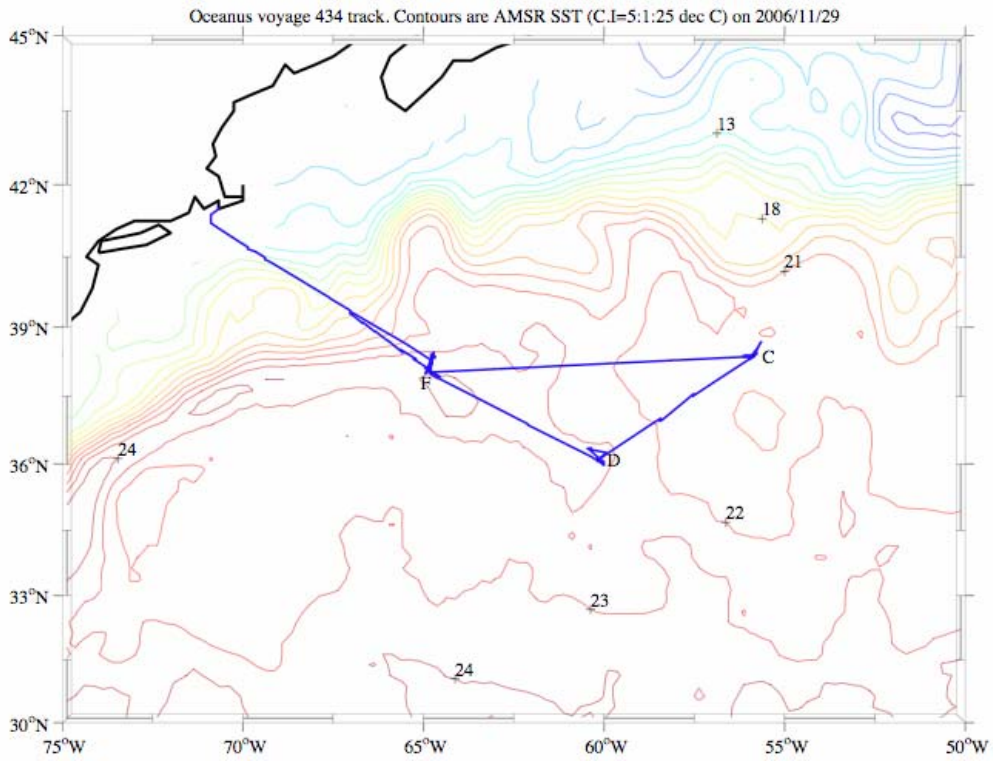 Oceanus voyage 434 track. Contours are AMSR SST (C.I=5:1:25 dec C) on 2006/11/29
45°N
13
42°N
18
21
39°N
C
F
24
36°N
D
22
33°N
23
24
30°N
75°W 70°W 65°W 60°W 55°W 50°W